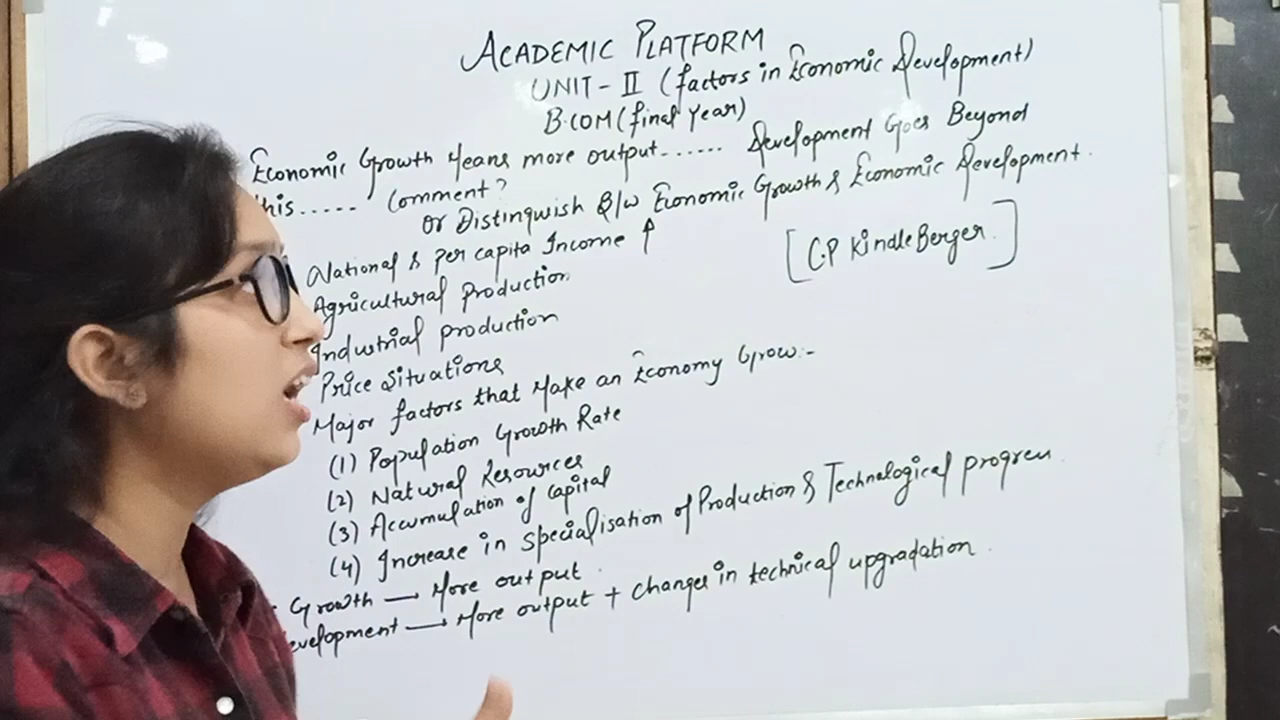 ACADEMIC PLATFORM
UNIT - II (factors in Economic Development)
B.COM (final Year)
Economic Growth Means more output...... Development Goes Beyond
this..... Comment?
Or Distinguish B/w Economic Growth & Economic Development.
National & per capita Income ↑
[C.P KindleBerger.]
Agricultural production.
Industrial production
Price Situations
Major factors that Make an Economy Grow:-
(1) Population Growth Rate
(2) Natural Resources
(3) Accumulation of Capital
(4) Increase in Specialisation of Production & Technological progress.
Growth — More output.
evelopment — More output + changes in technical upgradation.